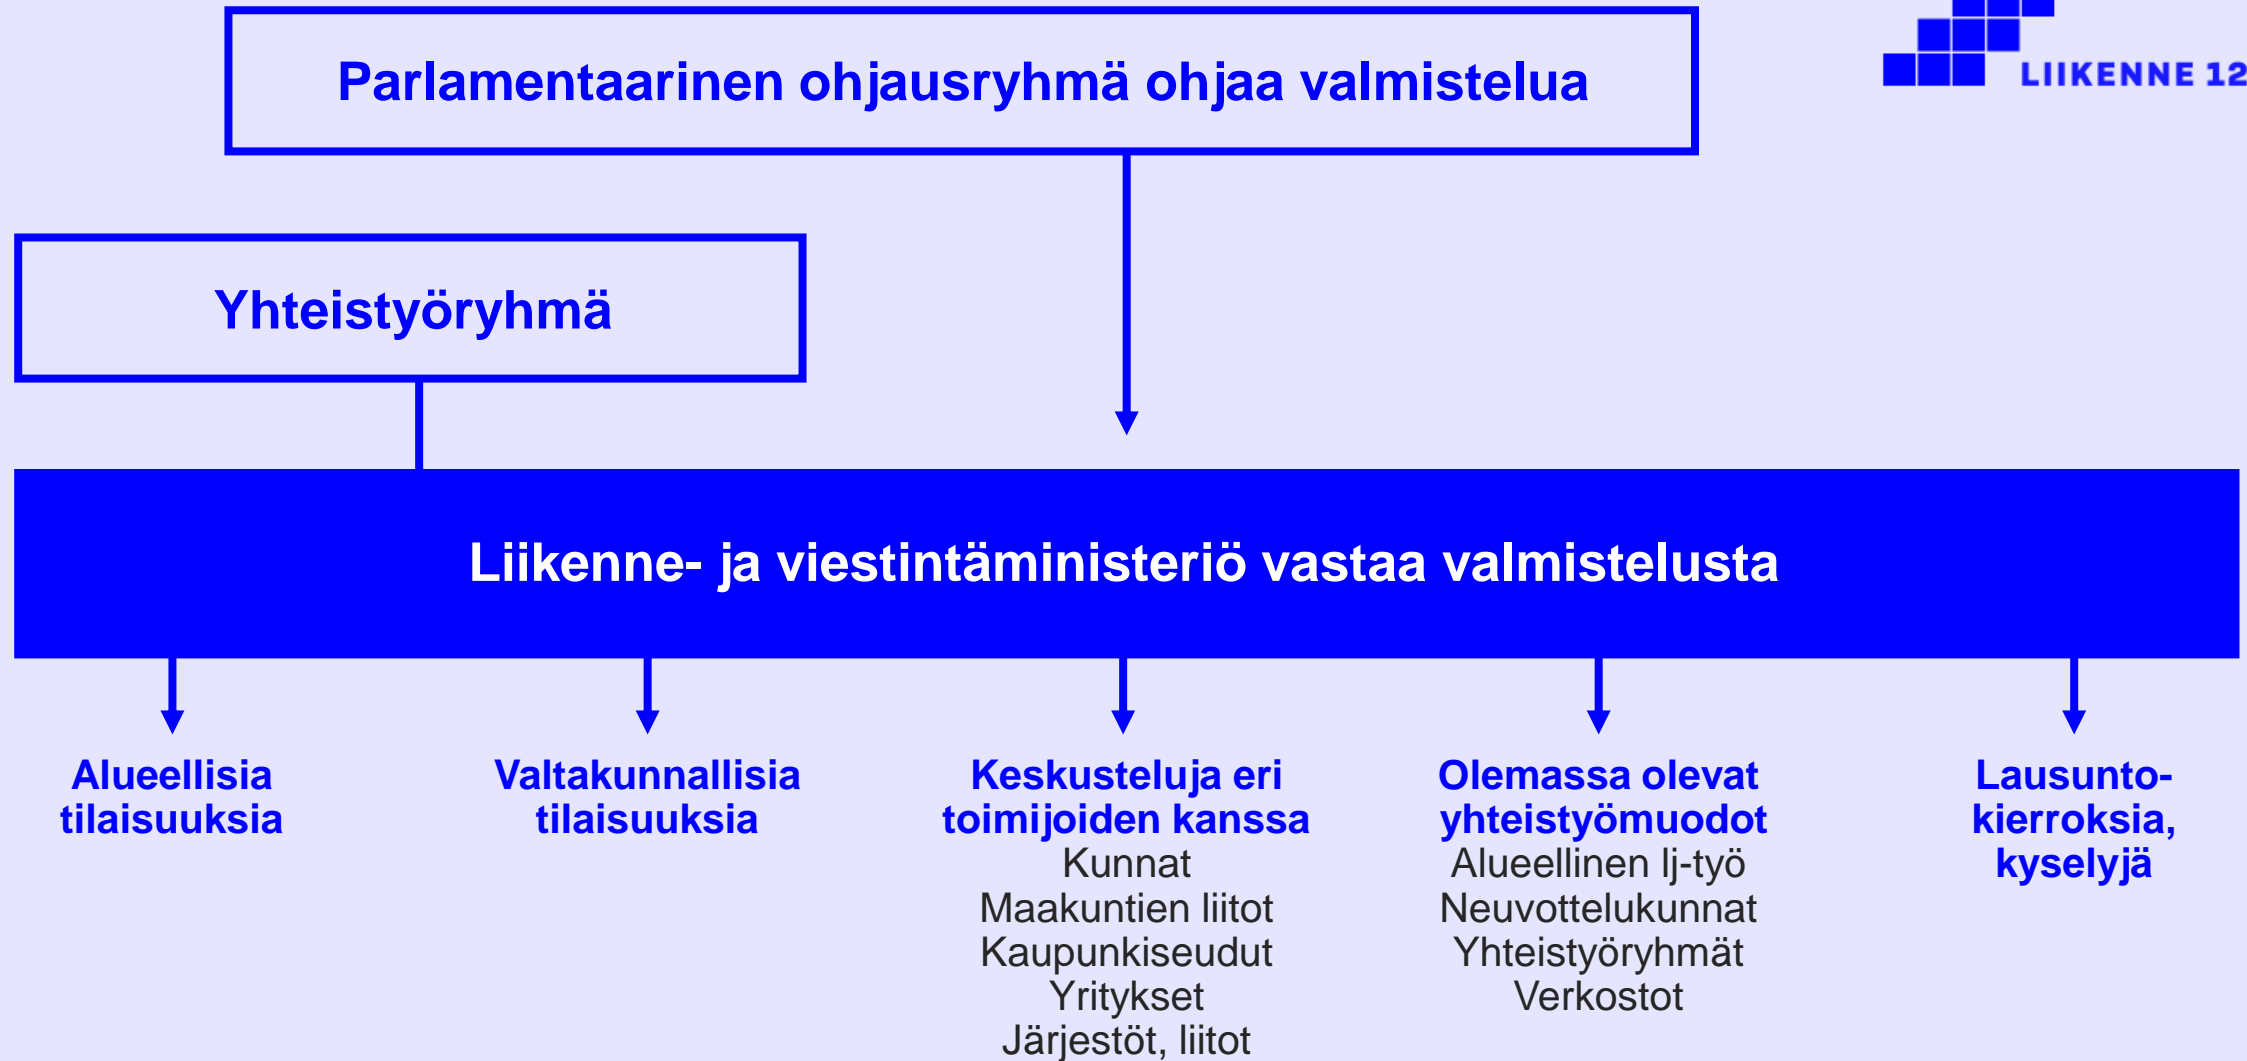 Parlamentaarinen ohjausryhmä ohjaa valmistelua
LIIKENNE 12
Yhteistyöryhmä
Liikenne- ja viestintäministeriö vastaa valmistelusta
Alueellisia
tilaisuuksia
Valtakunnallisia
tilaisuuksia
Keskusteluja eri
toimijoiden kanssa
Kunnat
Maakuntien liitot
Kaupunkiseudut
Yritykset
Järjestöt, liitot
Olemassa olevat
yhteistyömuodot
Alueellinen lj-työ
Neuvottelukunnat
Yhteistyöryhmät
Verkostot
Lausunto-
kierroksia,
kyselyjä